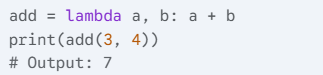 add = lambda a, b: a + b
print(add(3, 4))
# Output: 7